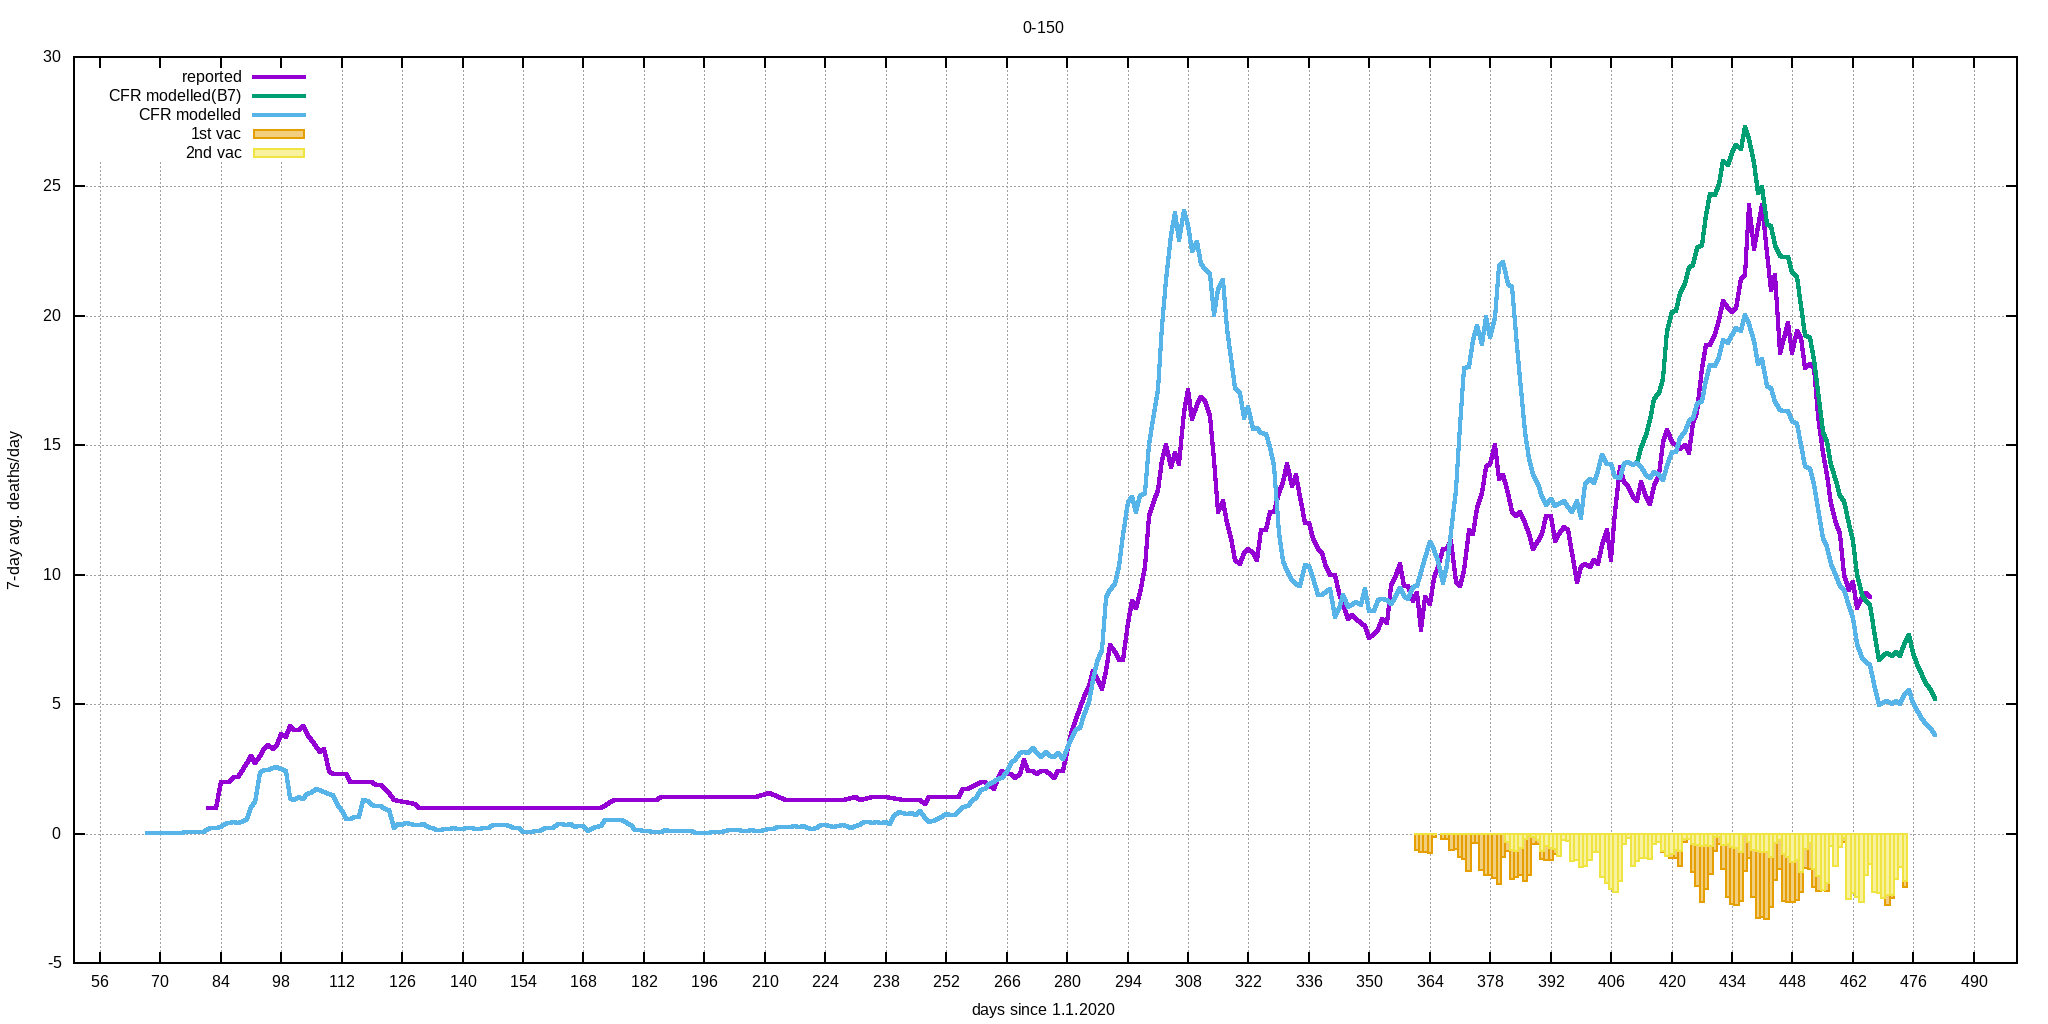 0-150
reported
CFR modelled(B7)
CFR modelled
1st vac
2nd vac
30
25
20
15
10
5
0
-5
7-day avg. deaths/day
56 70 84 98 112 126 140 154 168 182 196 210 224 238 252 266 280 294 308 322 336 350 364 378 392 406 420 434 448 462 476 490
days since 1.1.2020